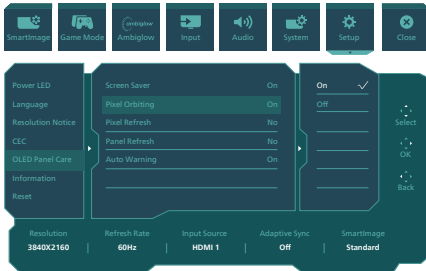 ambiglow
SmartImage Game Mode Ambiglow Input Audio System Setup Close
Power LED
Language
Resolution Notice
CEC
OLED Panel Care
Information
Reset
Screen Saver On
Pixel Orbiting On
Pixel Refresh No
Panel Refresh No
Auto Warning On
On
Off
Select
OK
Back
Resolution Refresh Rate Input Source Adaptive Sync SmartImage
3840X2160 60Hz HDMI 1 Off Standard